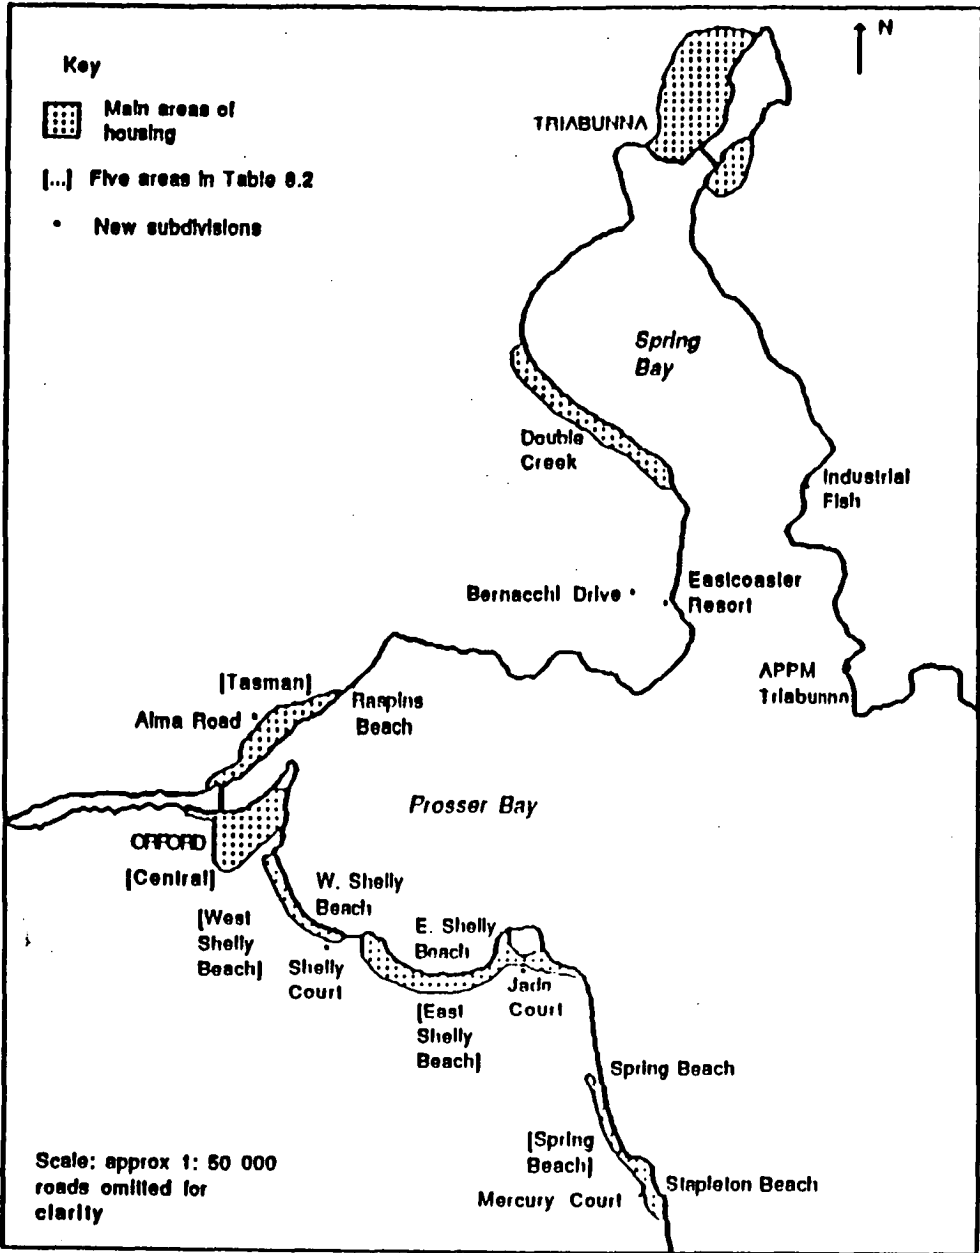 N
Key
Main areas of
housing
[...] Five areas in Table 8.2
• New subdivisions
TRIABUNNA
Spring
Bay
Double
Creek
Industrial
Fish
Bernacchi Drive
Eastcoaster
Resort
APPM
Triabunna
[Tasman]
Alma Road
Raspins
Beach
Prosser Bay
ORFORD
[Central]
W. Shelly
Beach
[West
Shelly
Beach]
Shelly
Court
E. Shelly
Beach
Jadn
Court
[East
Shelly
Beach]
Spring Beach
[Spring
Beach]
Mercury Court
Stapleton Beach
Scale: approx 1: 50 000
roads omitted for
clarity